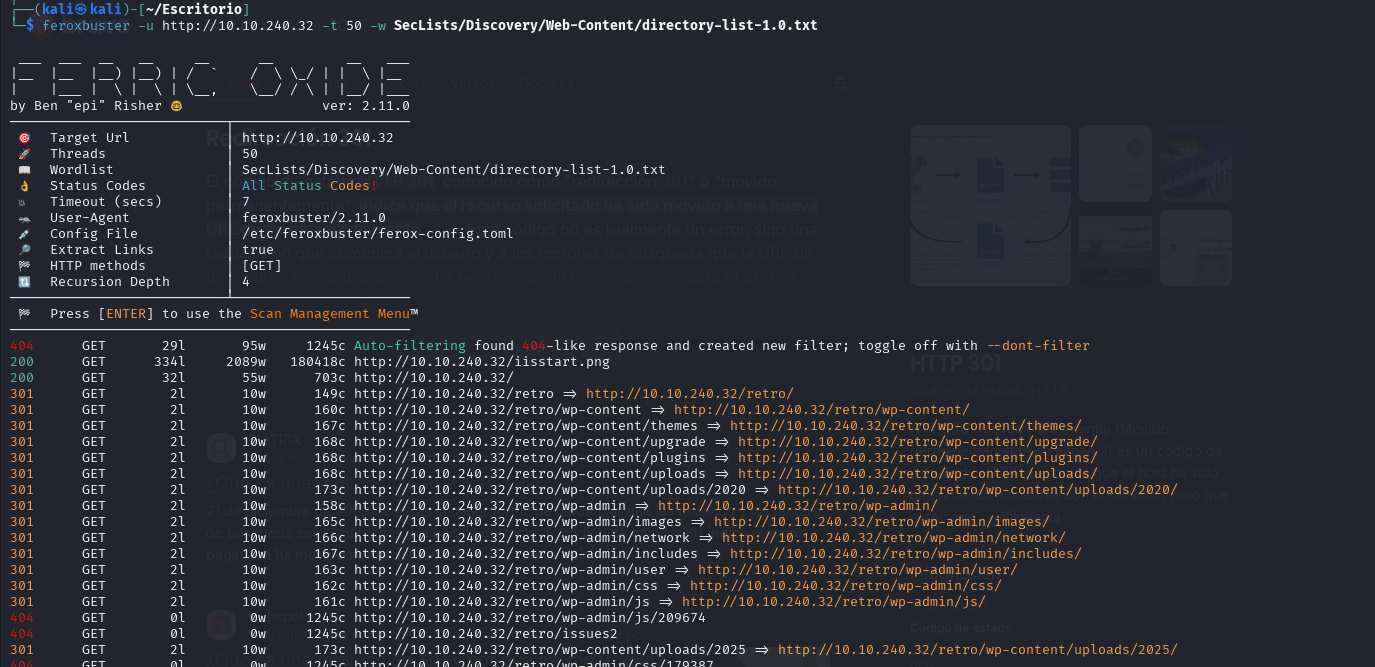 (kali㉿kali)-[~/Escritorio]
$ feroxbuster -u http://10.10.240.32 -t 50 -w SecLists/Discovery/Web-Content/directory-list-1.0.txt
FERRIC OXIDE
by Ben "epi" Risher 🤓 ver: 2.11.0
🎯 Target Url │ http://10.10.240.32
🚀 Threads │ 50
📖 Wordlist │ SecLists/Discovery/Web-Content/directory-list-1.0.txt
👌 Status Codes │ All Status Codes!
💥 Timeout (secs) │ 7
🦡 User-Agent │ feroxbuster/2.11.0
💉 Config File │ /etc/feroxbuster/ferox-config.toml
🔎 Extract Links │ true
🏁 HTTP methods │ [GET]
🔃 Recursion Depth │ 4
🏁 Press [ENTER] to use the Scan Management Menu™
404 GET 29l 95w 1245c Auto-filtering found 404-like response and created new filter; toggle off with --dont-filter
200 GET 334l 2089w 180418c http://10.10.240.32/iisstart.png
200 GET 32l 55w 703c http://10.10.240.32/
301 GET 2l 10w 149c http://10.10.240.32/retro => http://10.10.240.32/retro/
301 GET 2l 10w 160c http://10.10.240.32/retro/wp-content => http://10.10.240.32/retro/wp-content/
301 GET 2l 10w 167c http://10.10.240.32/retro/wp-content/themes => http://10.10.240.32/retro/wp-content/themes/
301 GET 2l 10w 168c http://10.10.240.32/retro/wp-content/upgrade => http://10.10.240.32/retro/wp-content/upgrade/
301 GET 2l 10w 168c http://10.10.240.32/retro/wp-content/plugins => http://10.10.240.32/retro/wp-content/plugins/
301 GET 2l 10w 168c http://10.10.240.32/retro/wp-content/uploads => http://10.10.240.32/retro/wp-content/uploads/
301 GET 2l 10w 173c http://10.10.240.32/retro/wp-content/uploads/2020 => http://10.10.240.32/retro/wp-content/uploads/2020/
301 GET 2l 10w 158c http://10.10.240.32/retro/wp-admin => http://10.10.240.32/retro/wp-admin/
301 GET 2l 10w 165c http://10.10.240.32/retro/wp-admin/images => http://10.10.240.32/retro/wp-admin/images/
301 GET 2l 10w 166c http://10.10.240.32/retro/wp-admin/network => http://10.10.240.32/retro/wp-admin/network/
301 GET 2l 10w 167c http://10.10.240.32/retro/wp-admin/includes => http://10.10.240.32/retro/wp-admin/includes/
301 GET 2l 10w 163c http://10.10.240.32/retro/wp-admin/user => http://10.10.240.32/retro/wp-admin/user/
301 GET 2l 10w 162c http://10.10.240.32/retro/wp-admin/css => http://10.10.240.32/retro/wp-admin/css/
301 GET 2l 10w 161c http://10.10.240.32/retro/wp-admin/js => http://10.10.240.32/retro/wp-admin/js/
404 GET 0l 0w 1245c http://10.10.240.32/retro/wp-admin/js/209674
404 GET 0l 0w 1245c http://10.10.240.32/retro/issues2
301 GET 2l 10w 173c http://10.10.240.32/retro/wp-content/uploads/2025 => http://10.10.240.32/retro/wp-content/uploads/2025/
404 GET 0l 0w 1245c http://10.10.240.32/retro/wp-admin/css/179387
HTTP 301
Código de estado HTTP
Código de estado